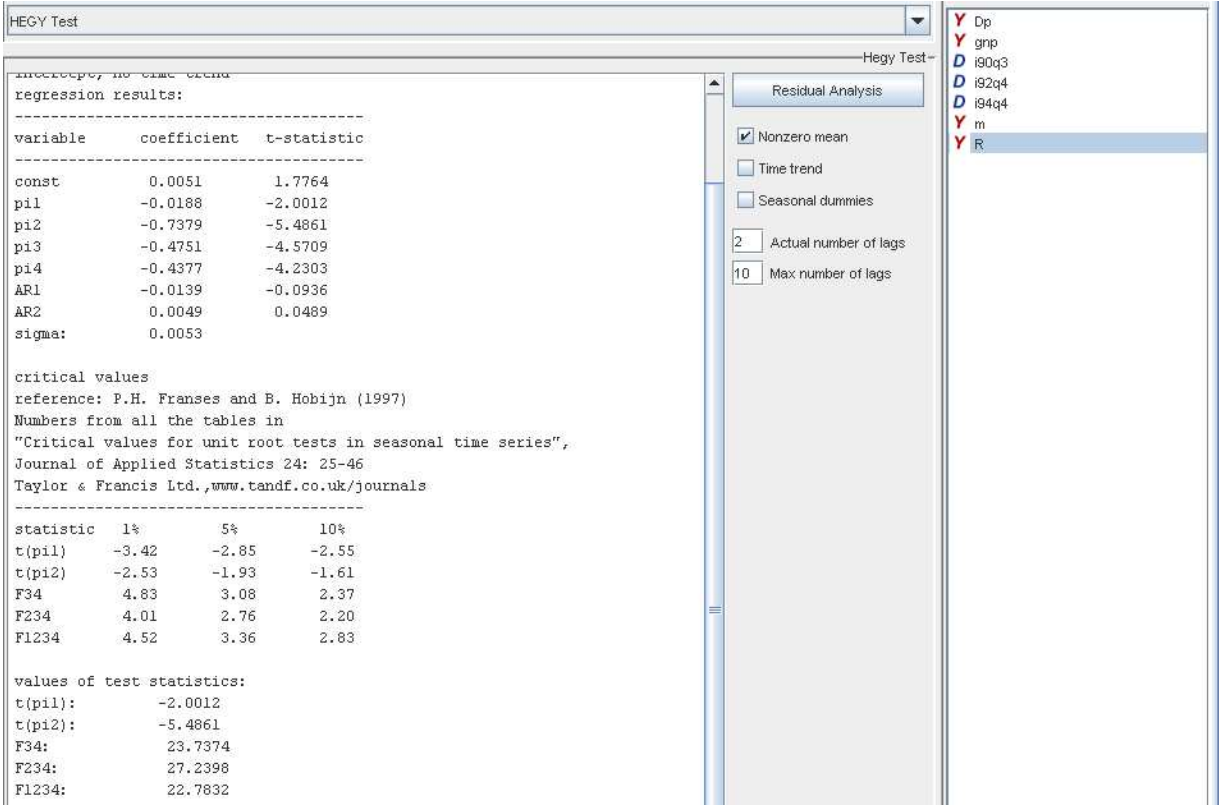 HEGY Test
Hegy Test
intercept, no time trend
regression results:
variable coefficient t-statistic
const 0.0051 1.7764
pi1 -0.0188 -2.0012
pi2 -0.7379 -5.4861
pi3 -0.4751 -4.5709
pi4 -0.4377 -4.2303
AR1 -0.0139 -0.0936
AR2 0.0049 0.0489
sigma: 0.0053
critical values
reference: P.H. Franses and B. Hobijn (1997)
Numbers from all the tables in
"Critical values for unit root tests in seasonal time series",
Journal of Applied Statistics 24: 25-46
Taylor & Francis Ltd.,www.tandf.co.uk/journals
statistic 1% 5% 10%
t(pi1) -3.42 -2.85 -2.55
t(pi2) -2.53 -1.93 -1.61
F34 4.83 3.08 2.37
F234 4.01 2.76 2.20
F1234 4.52 3.36 2.83
values of test statistics:
t(pi1): -2.0012
t(pi2): -5.4861
F34: 23.7374
F234: 27.2398
F1234: 22.7832
Residual Analysis
Nonzero mean
Time trend
Seasonal dummies
2 Actual number of lags
10 Max number of lags
Y Dp
Y gnp
D i90q3
D i92q4
D i94q4
Y m
Y R